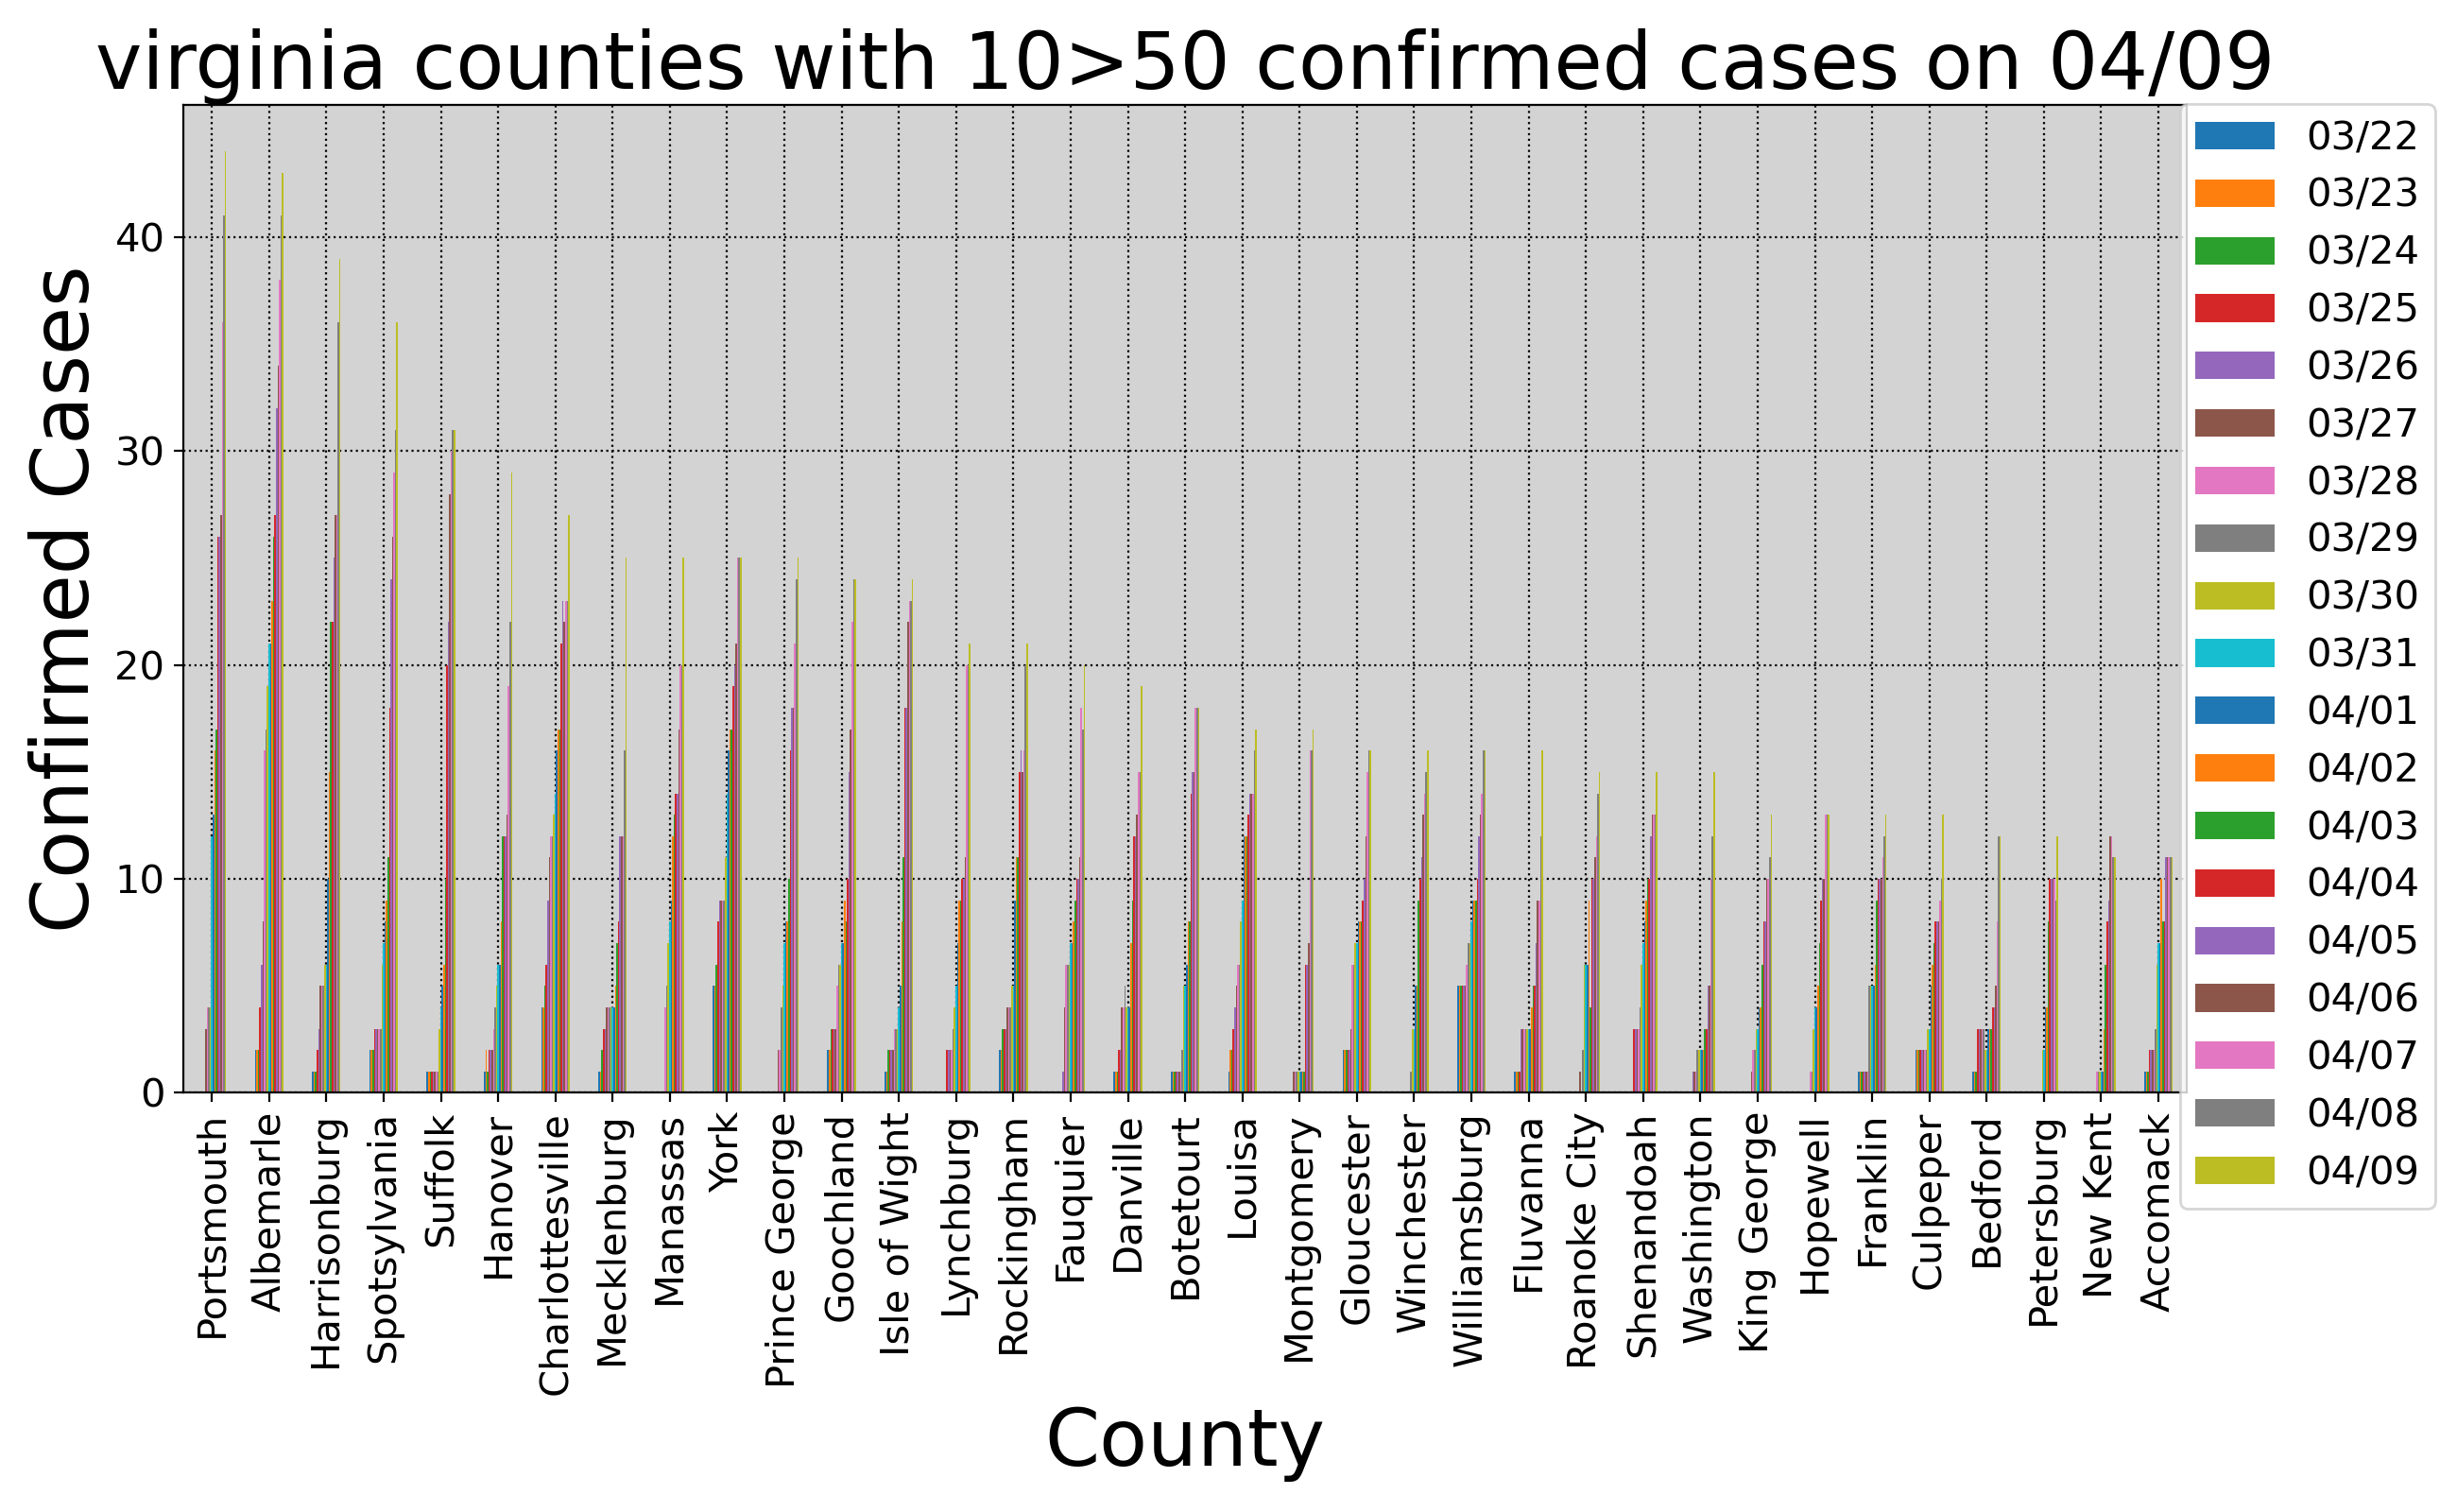 virginia counties with 10>50 confirmed cases on 04/09
Confirmed Cases
40
30
20
10
0
03/22
03/23
03/24
03/25
03/26
03/27
03/28
03/29
03/30
03/31
04/01
04/02
04/03
04/04
04/05
04/06
04/07
04/08
04/09
Portsmouth
Albemarle
Harrisonburg
Spotsylvania
Suffolk
Hanover
Charlottesville
Mecklenburg
Manassas
York
Prince George
Goochland
Isle of Wight
Lynchburg
Rockingham
Fauquier
Danville
Botetourt
Louisa
Montgomery
Gloucester
Winchester
Williamsburg
Fluvanna
Roanoke City
Shenandoah
Washington
King George
Hopewell
Franklin
Culpeper
Bedford
Petersburg
New Kent
Accomack
County